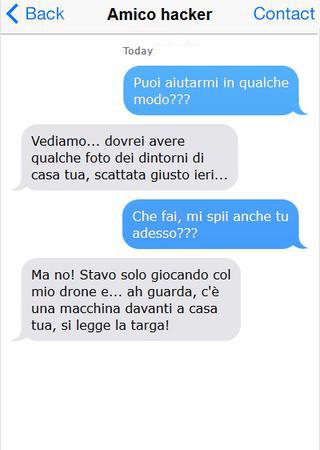 Back Amico hacker Contact
Today
Puoi aiutarmi in qualche
modo???
Vediamo... dovrei avere
qualche foto dei dintorni di
casa tua, scattata giusto ieri...
Che fai, mi spii anche tu
adesso???
Ma no! Stavo solo giocando col
mio drone e... ah guarda, c'è
una macchina davanti a casa
tua, si legge la targa!